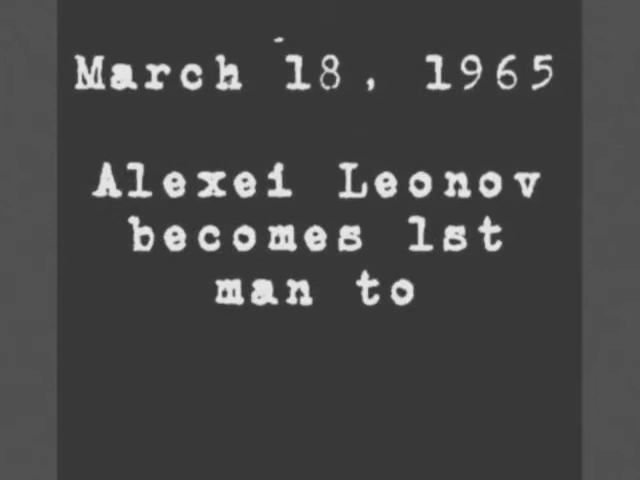 March 18, 1965
Alexei Leonov
becomes 1st
man to